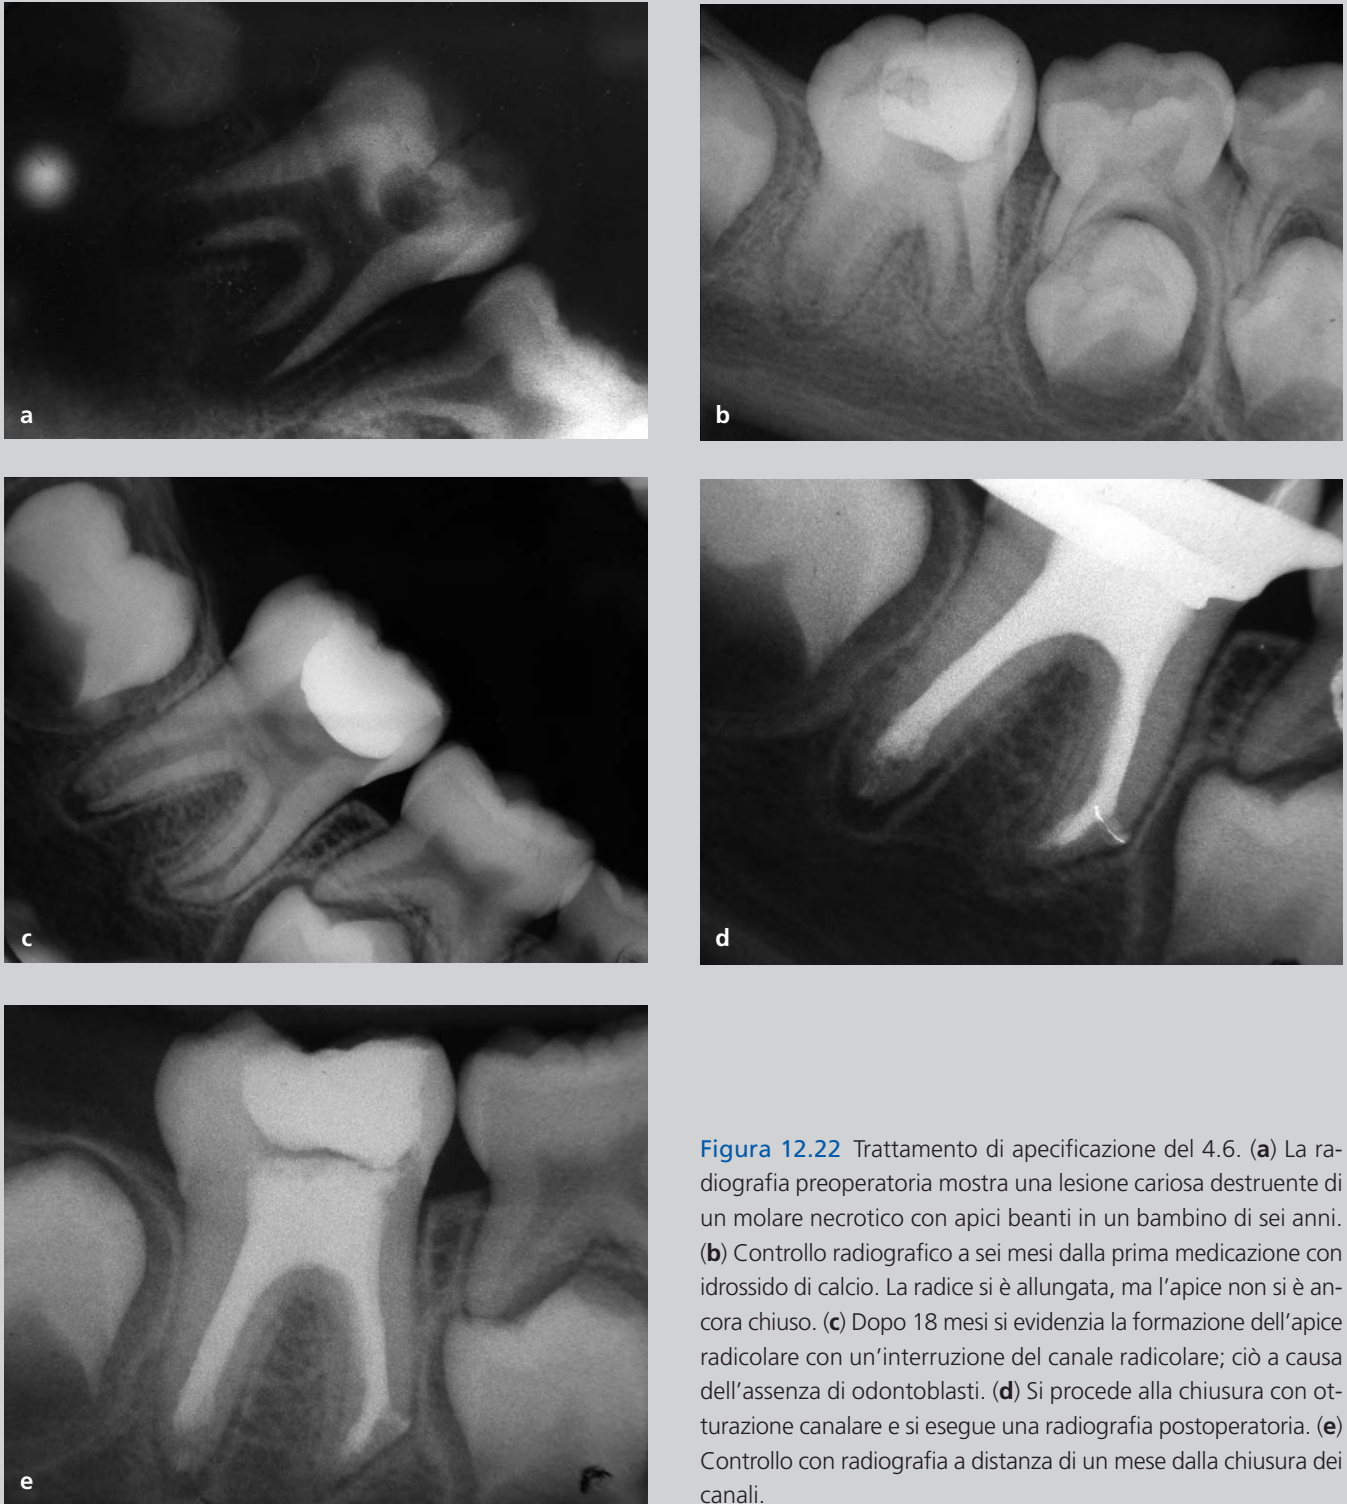 a
b
c
d
e
Figura 12.22 Trattamento di apecificazione del 4.6. (a) La ra-
diografia preoperatoria mostra una lesione cariosa destruente di
un molare necrotico con apici beanti in un bambino di sei anni.
(b) Controllo radiografico a sei mesi dalla prima medicazione con
idrossido di calcio. La radice si è allungata, ma l'apice non si è an-
cora chiuso. (c) Dopo 18 mesi si evidenzia la formazione dell'apice
radicolare con un'interruzione del canale radicolare; ciò a causa
dell'assenza di odontoblasti. (d) Si procede alla chiusura con ot-
turazione canalare e si esegue una radiografia postoperatoria. (e)
Controllo con radiografia a distanza di un mese dalla chiusura dei
canali.